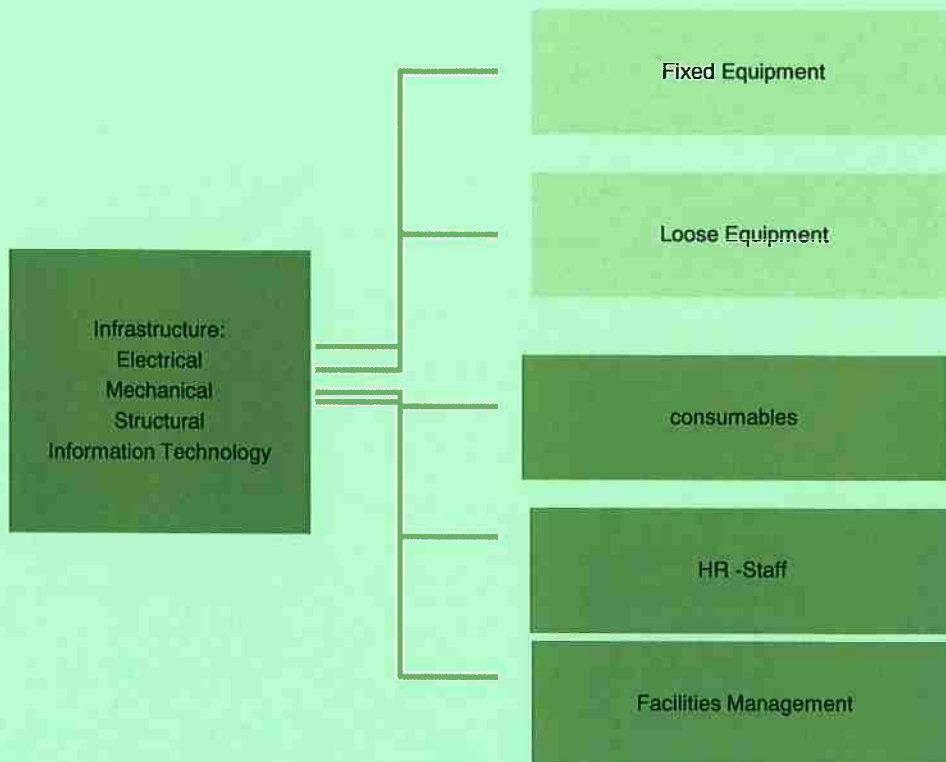 Infrastructure:
Electrical
Mechanical
Structural
Information Technology
Fixed Equipment
Loose Equipment
consumables
HR -Staff
Facilities Management